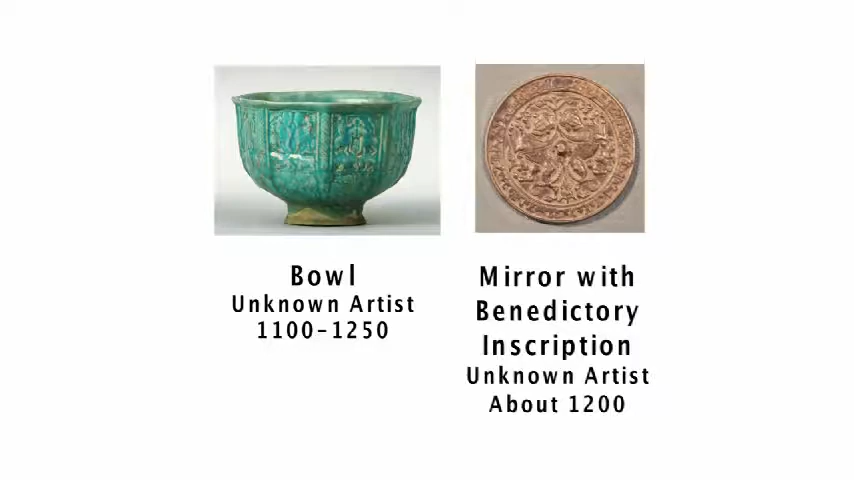 Bowl
Unknown Artist
1100-1250
Mirror with
Benedictory
Inscription
Unknown Artist
About 1200